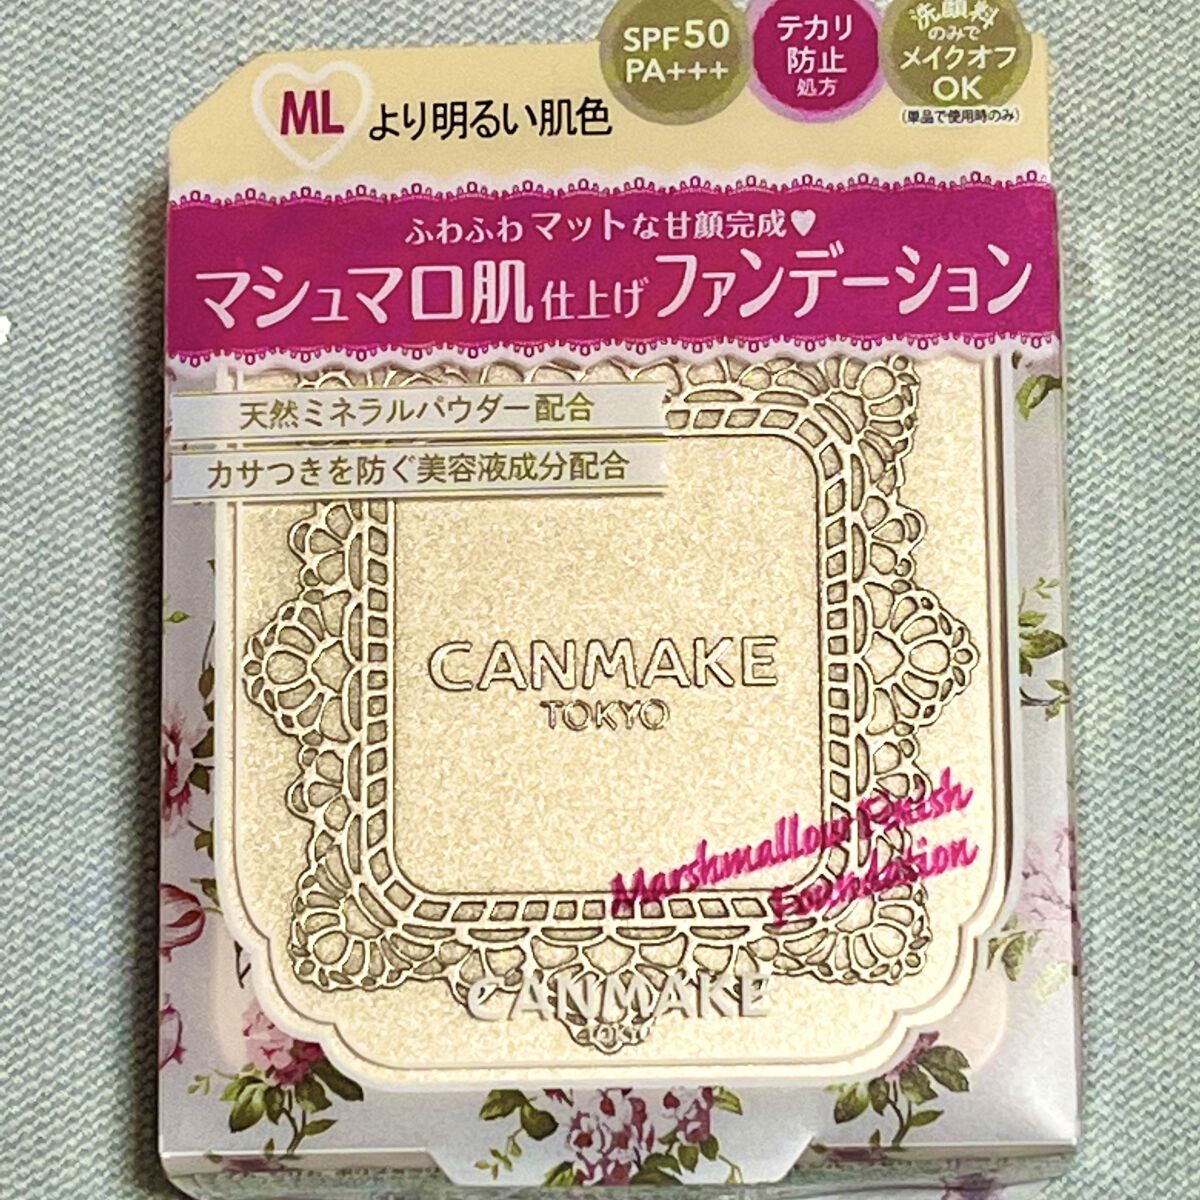 SPF50
PA+++
テカリ
防止
処方
洗顔料
のみで
メイクオフ
OK
(単品で使用時のみ)
ML より明るい肌色
ふわふわマットな甘顔完成♥
マシュマロ肌仕上げファンデーション
天然ミネラルパウダー配合
カサつきを防ぐ美容液成分配合
CANMAKE
TOKYO
Marshmallow Finish
Foundation
CANMAKE
TOKYO